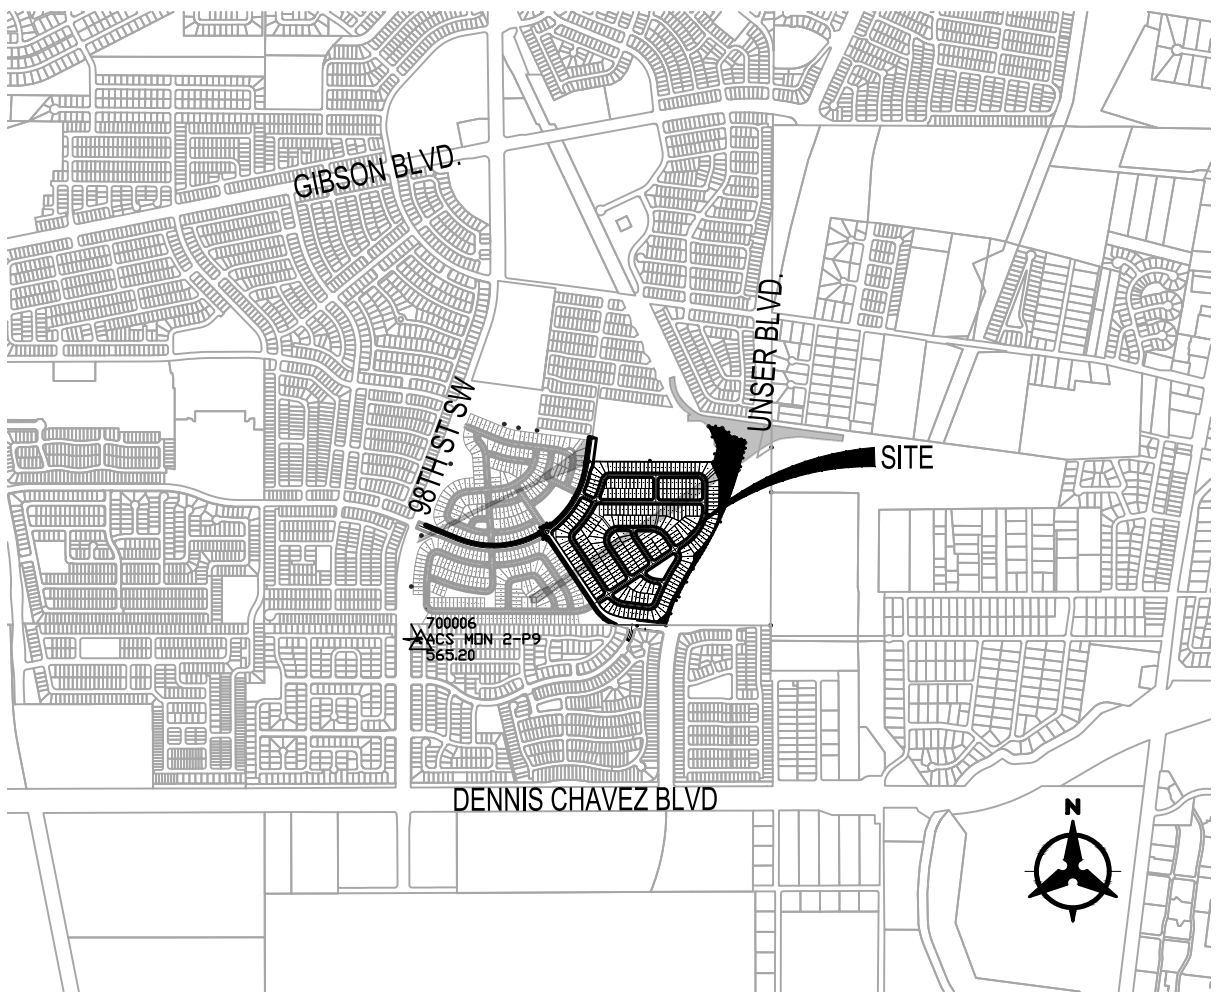 GIBSON BLVD.
UNSER BLVD.
98TH ST SW
SITE
700006
ACS MON 2-P9
565.20
DENNIS CHAVEZ BLVD
N